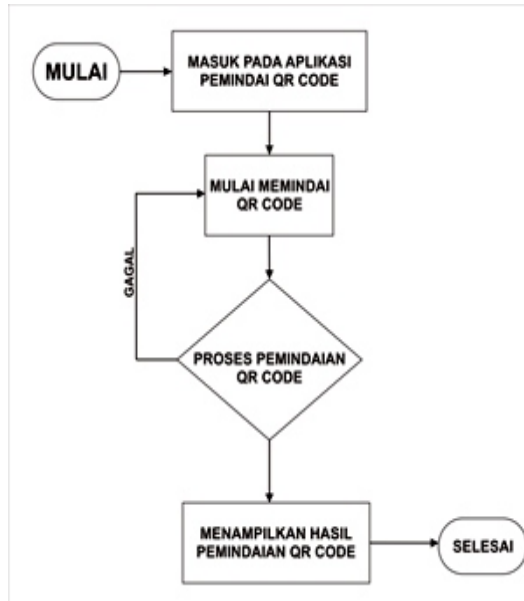 MULAI
MASUK PADA APLIKASI
PEMINDAI QR CODE
MULAI MEMINDAI
QR CODE
GAGAL
PROSES PEMINDAIAN
QR CODE
MENAMPILKAN HASIL
PEMINDAIAN QR CODE
SELESAI